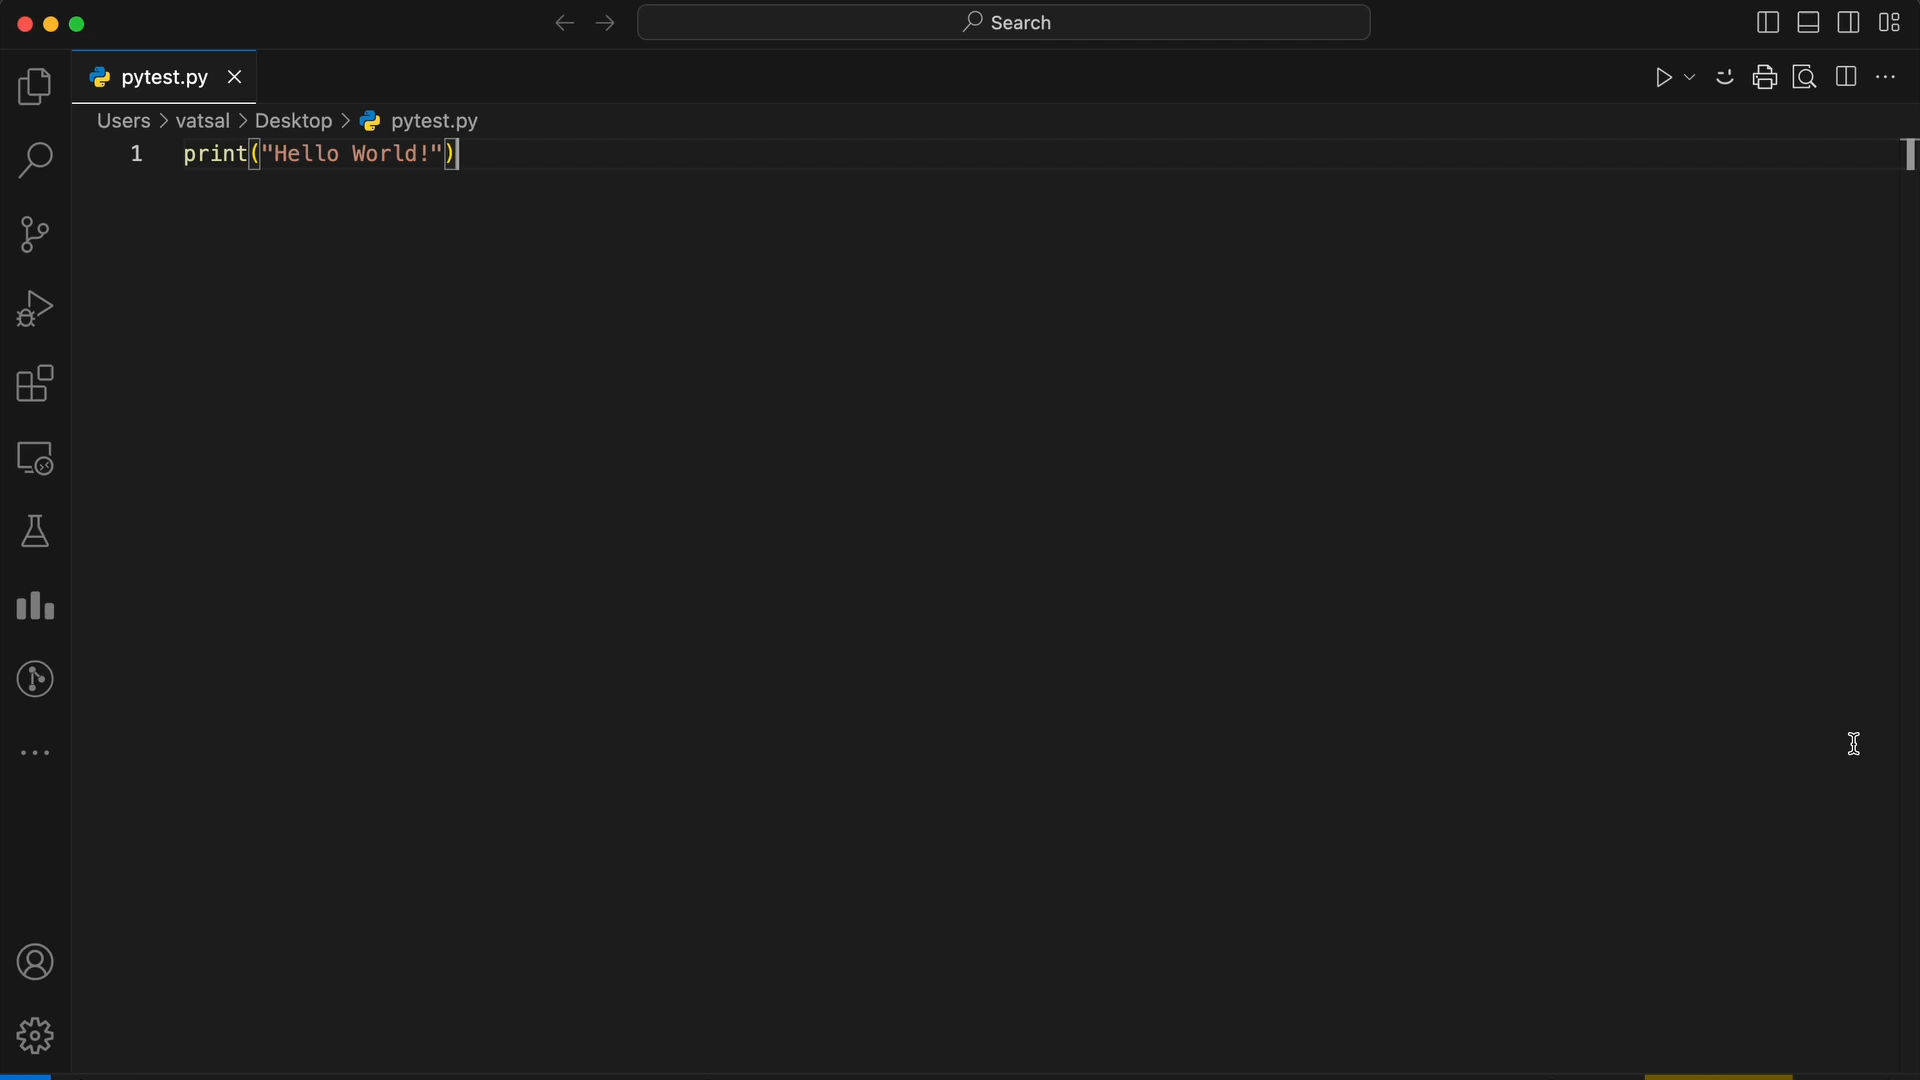 Search
pytest.py
Users > vatsal > Desktop > pytest.py
1 print("Hello World!")